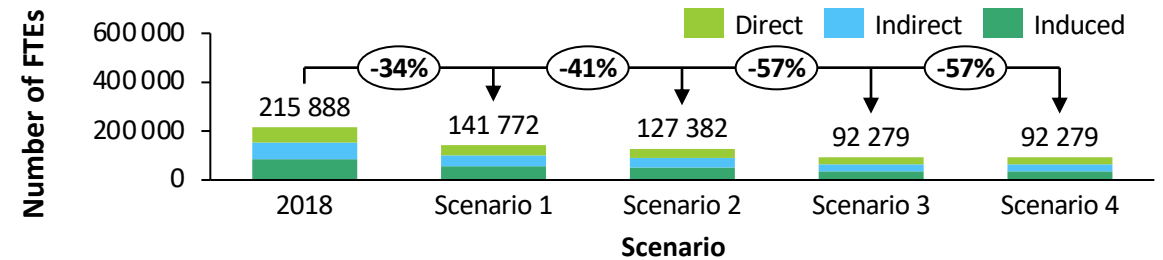 Number of FTEs
600 000
400 000
200 000
0
Direct Indirect Induced
-34% -41% -57% -57%
215 888 141 772 127 382 92 279 92 279
2018 Scenario 1 Scenario 2 Scenario 3 Scenario 4
Scenario